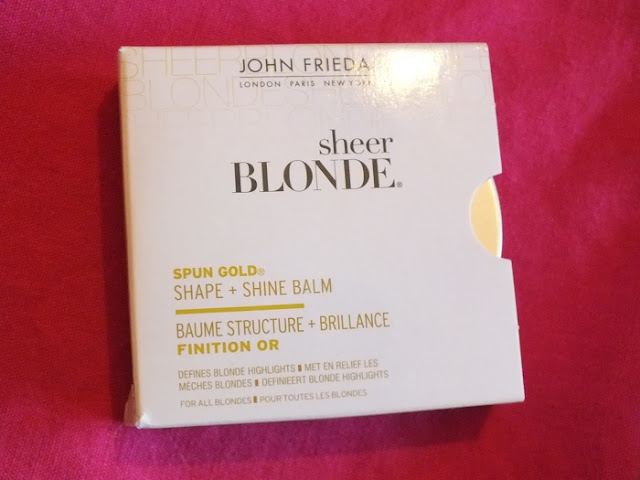 JOHN FRIEDA
LONDON PARIS NEW YORK
sheer
BLONDE®
SPUN GOLD®
SHAPE + SHINE BALM
BAUME STRUCTURE + BRILLANCE
FINITION OR
DEFINES BLONDE HIGHLIGHTS ▮ MET EN RELIEF LES
MÈCHES BLONDES ▮ DEFINIEERT BLONDE HIGHLIGHTS
FOR ALL BLONDES ▮ POUR TOUTES LES BLONDES